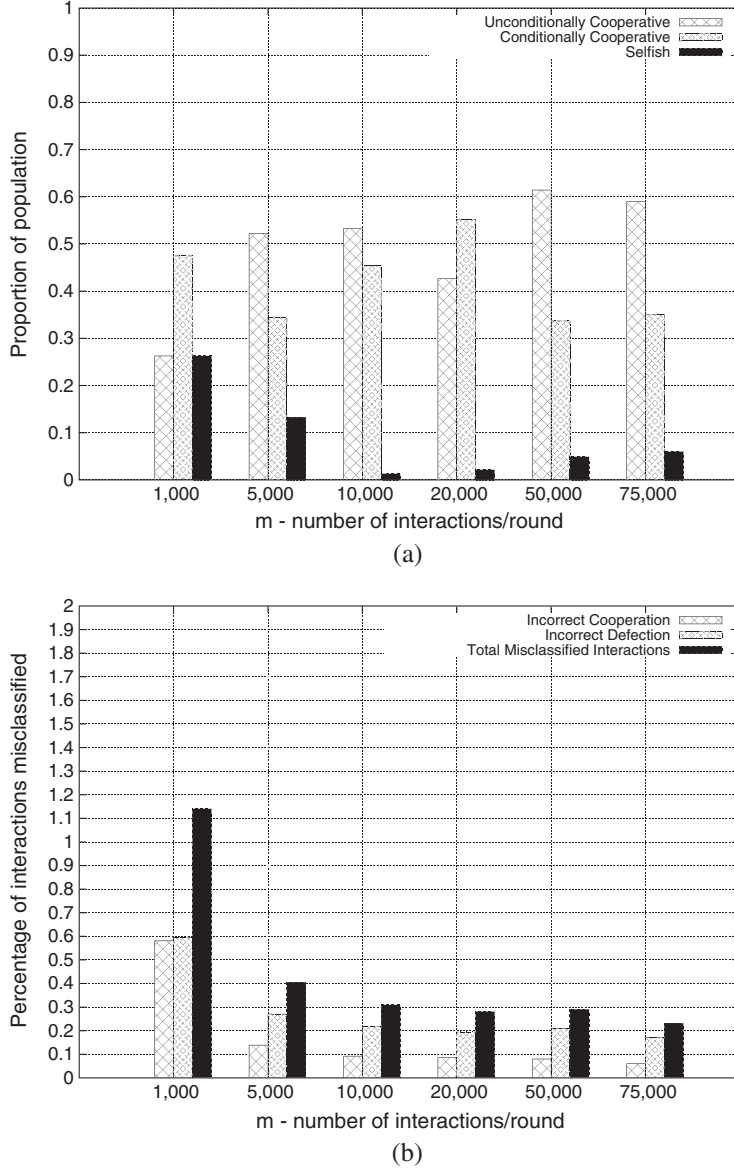 1
0.9
0.8
0.7
0.6
0.5
0.4
0.3
0.2
0.1
0
Proportion of population
Unconditionally Cooperative
Conditionally Cooperative
Selfish
1,000 5,000 10,000 20,000 50,000 75,000
m - number of interactions/round
(a)
2
1.9
1.8
1.7
1.6
1.5
1.4
1.3
1.2
1.1
1
0.9
0.8
0.7
0.6
0.5
0.4
0.3
0.2
0.1
0
Percentage of interactions misclassified
Incorrect Cooperation
Incorrect Defection
Total Misclassified Interactions
1,000 5,000 10,000 20,000 50,000 75,000
m - number of interactions/round
(b)